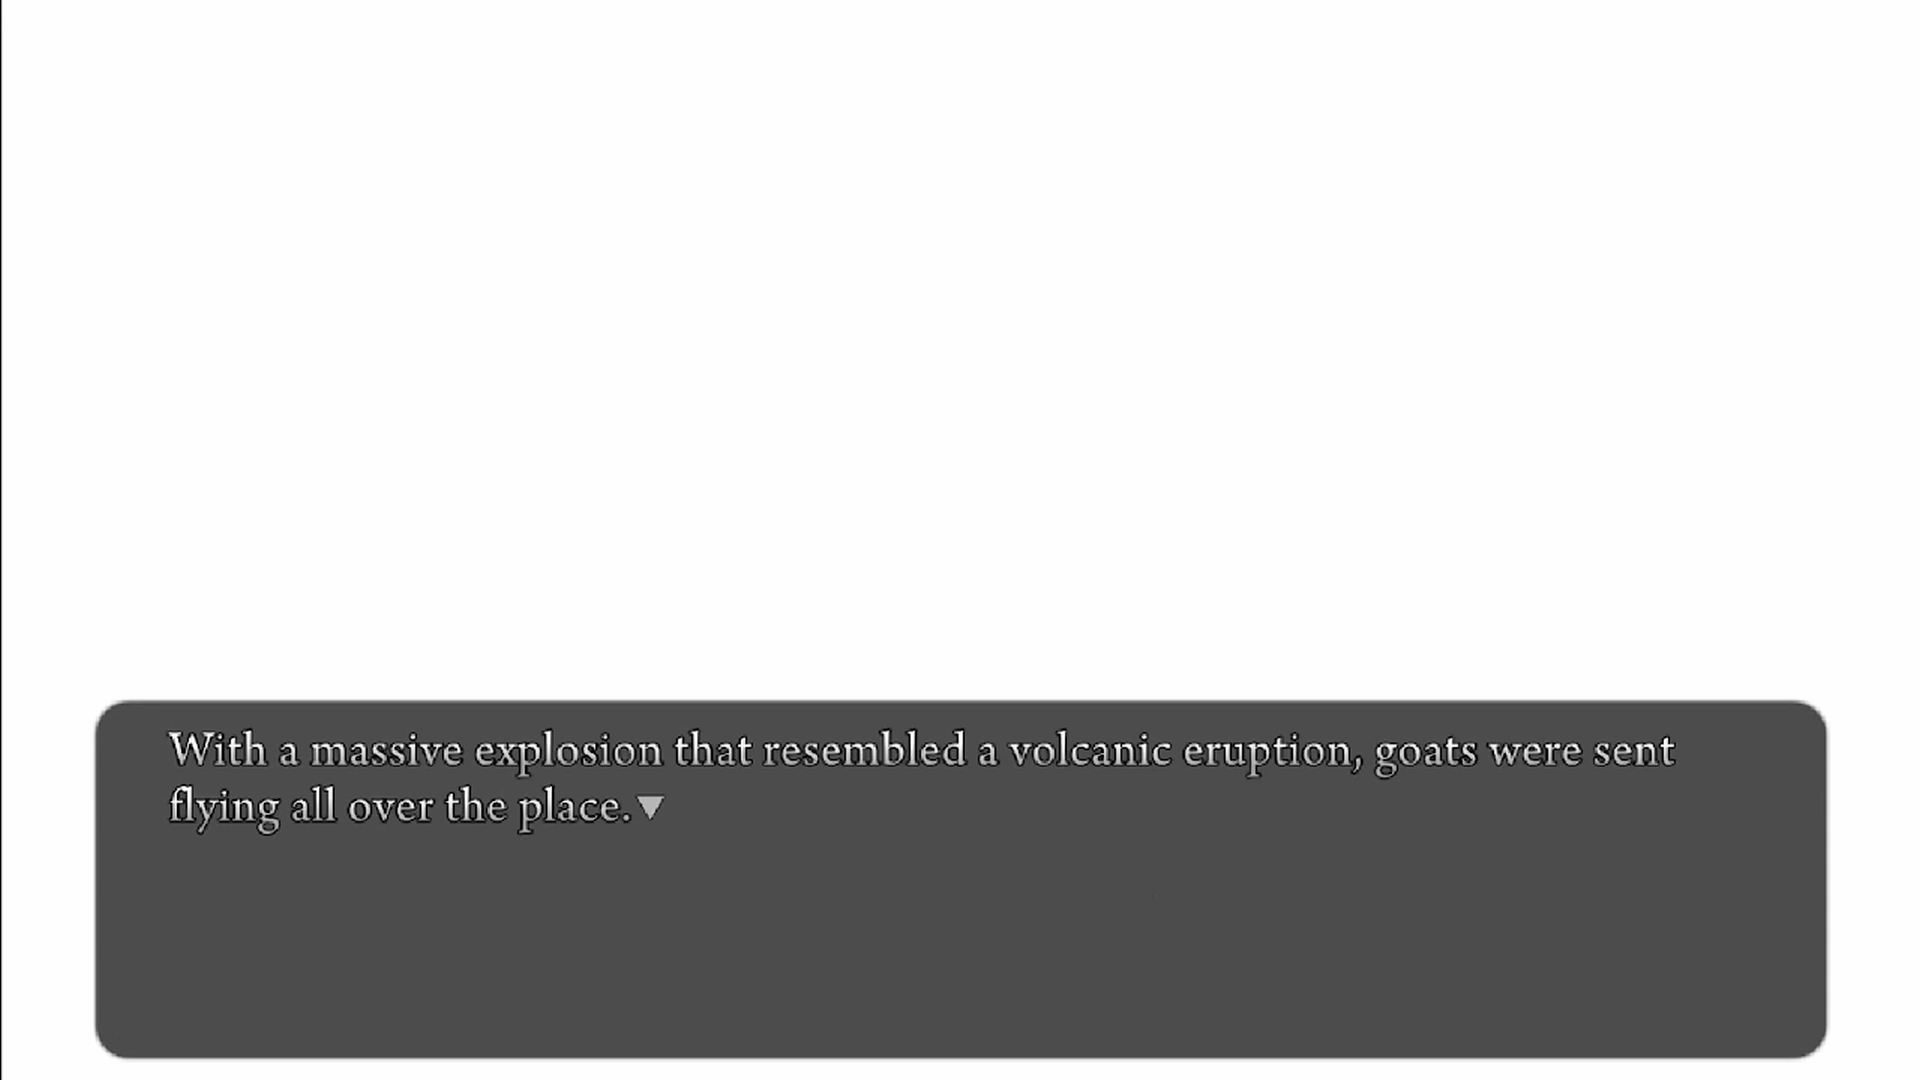 With a massive explosion that resembled a volcanic eruption, goats were sent
flying all over the place.